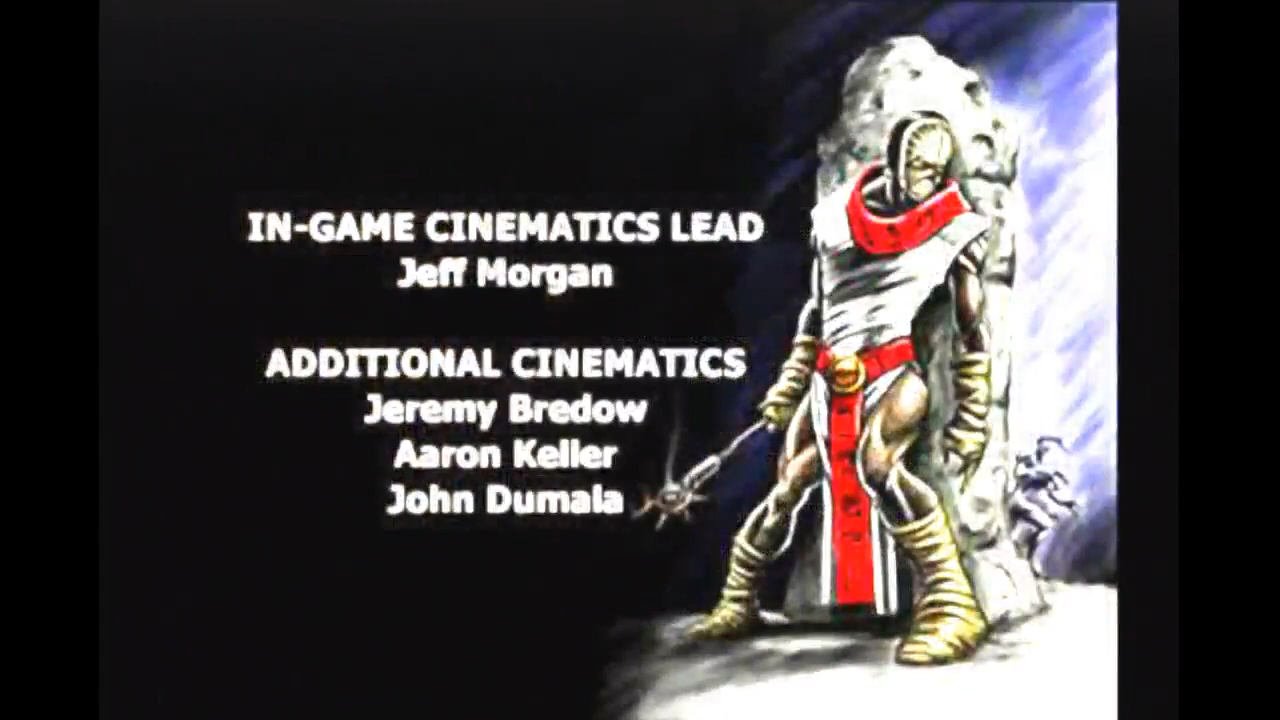 IN-GAME CINEMATICS LEAD
Jeff Morgan
ADDITIONAL CINEMATICS
Jeremy Bredow
Aaron Keller
John Dumala